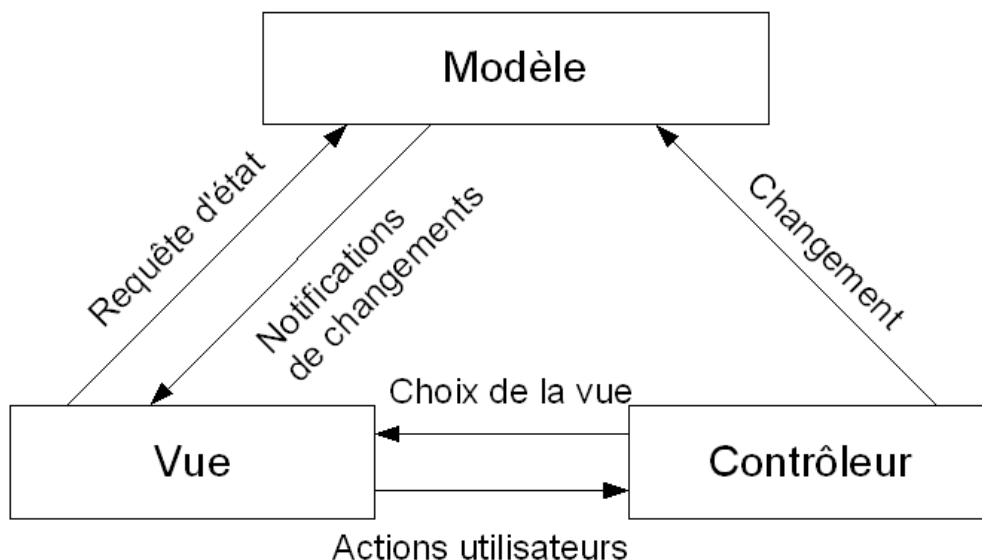 Modèle
Requête d'état
Notifications
de changements
Changement
Choix de la vue
Vue
Contrôleur
Actions utilisateurs